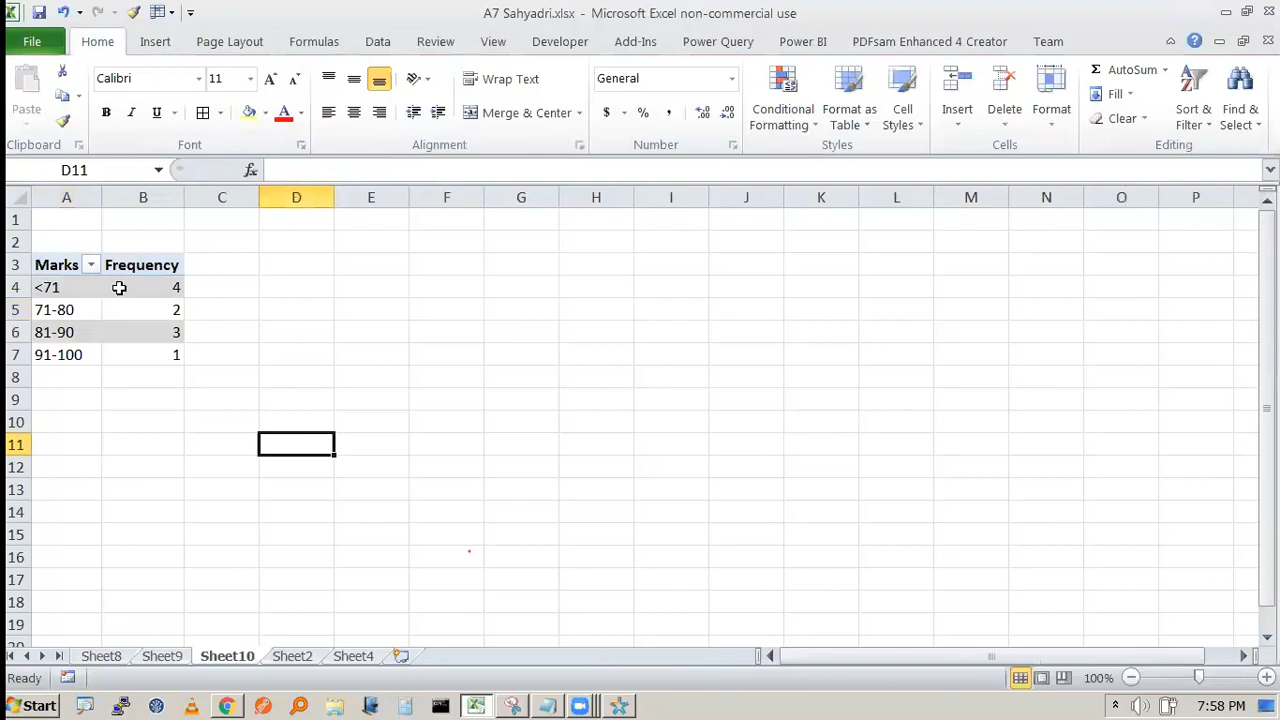 A7 Sahyadri.xlsx - Microsoft Excel non-commercial use
File Home Insert Page Layout Formulas Data Review View Developer Add-Ins Power Query Power BI PDFsam Enhanced 4 Creator Team
Paste
Calibri 11
B I U A
Wrap Text
Merge & Center
General
$ % ,
Conditional Formatting
Format as Table
Cell Styles
Insert
Delete
Format
Σ AutoSum
Fill
Clear
Sort & Filter
Find & Select
Clipboard Font Alignment Number Styles Cells Editing
D11 fx
A B C D E F G H I J K L M N O P
1
2
3 Marks Frequency
4 <71 4
5 71-80 2
6 81-90 3
7 91-100 1
8
9
10
11
12
13
14
15
16
17
18
19
Sheet8 Sheet9 Sheet10 Sheet2 Sheet4
Ready 100%
Start 7:58 PM